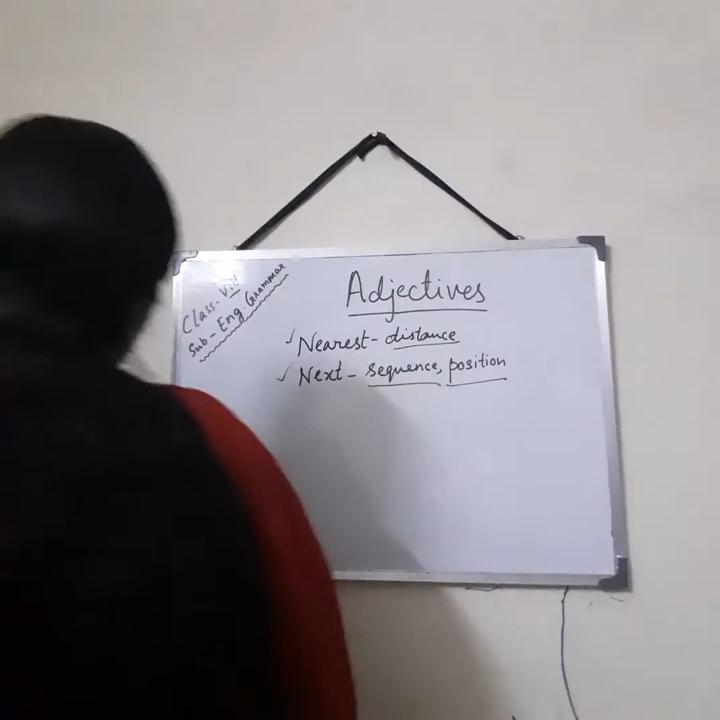 Class-VII
Sub-Eng.Grammar
Adjectives
✓Nearest-distance
✓Next-sequence, position